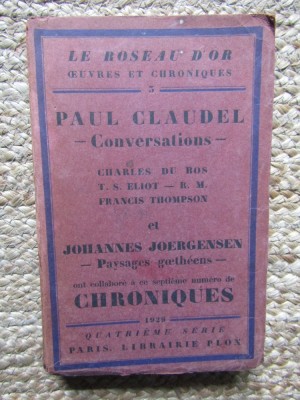 LE ROSEAU D'OR
ŒUVRES ET CHRONIQUES
5
PAUL CLAUDEL
— Conversations —
CHARLES DU BOS
T. S. ELIOT — R. M.
FRANCIS THOMPSON
et
JOHANNES JOERGENSEN
— Paysages gœthéens —
ont collaboré à ce septième numéro de
CHRONIQUES
1929
QUATRIÈME SÉRIE
PARIS, LIBRAIRIE PLON